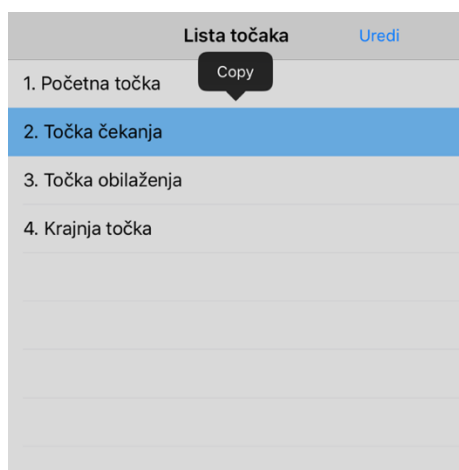 Lista točaka
Uredi
Copy
1. Početna točka
2. Točka čekanja
3. Točka obilaženja
4. Krajnja točka